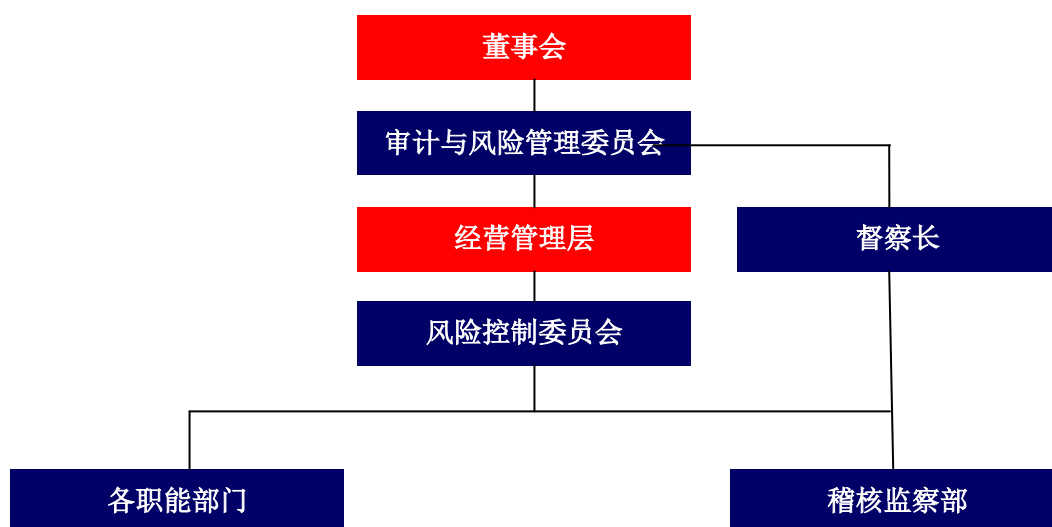 董事会
审计与风险管理委员会
经营管理层
督察长
风险控制委员会
各职能部门
稽核监察部